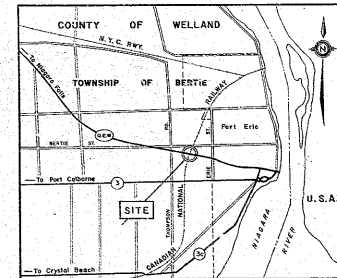 COUNTY OF WELLAND
N.Y.C. RWY.
To Niagara Falls
TOWNSHIP OF BERTIE
RAILWAY
N
Q.E.W
RD.
ST.
Fort Erie
BERTIE ST.
ERIE
To Port Colborne
3
SITE
THOMPSON
NATIONAL
U.S.A.
NIAGARA RIVER
CANADIAN
3c
To Crystal Beach